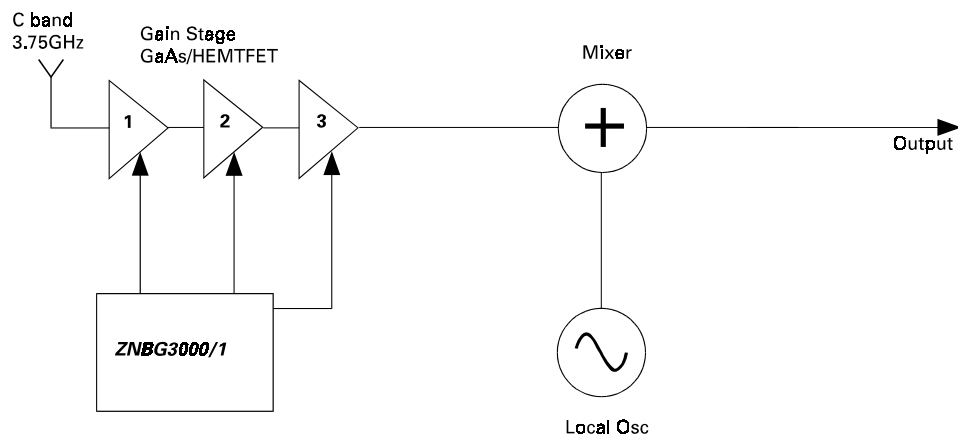 C band
3.75GHz
Gain Stage
GaAs/HEMTFET
Mixer
1
2
3
Output
ZNBG3000/1
Local Osc